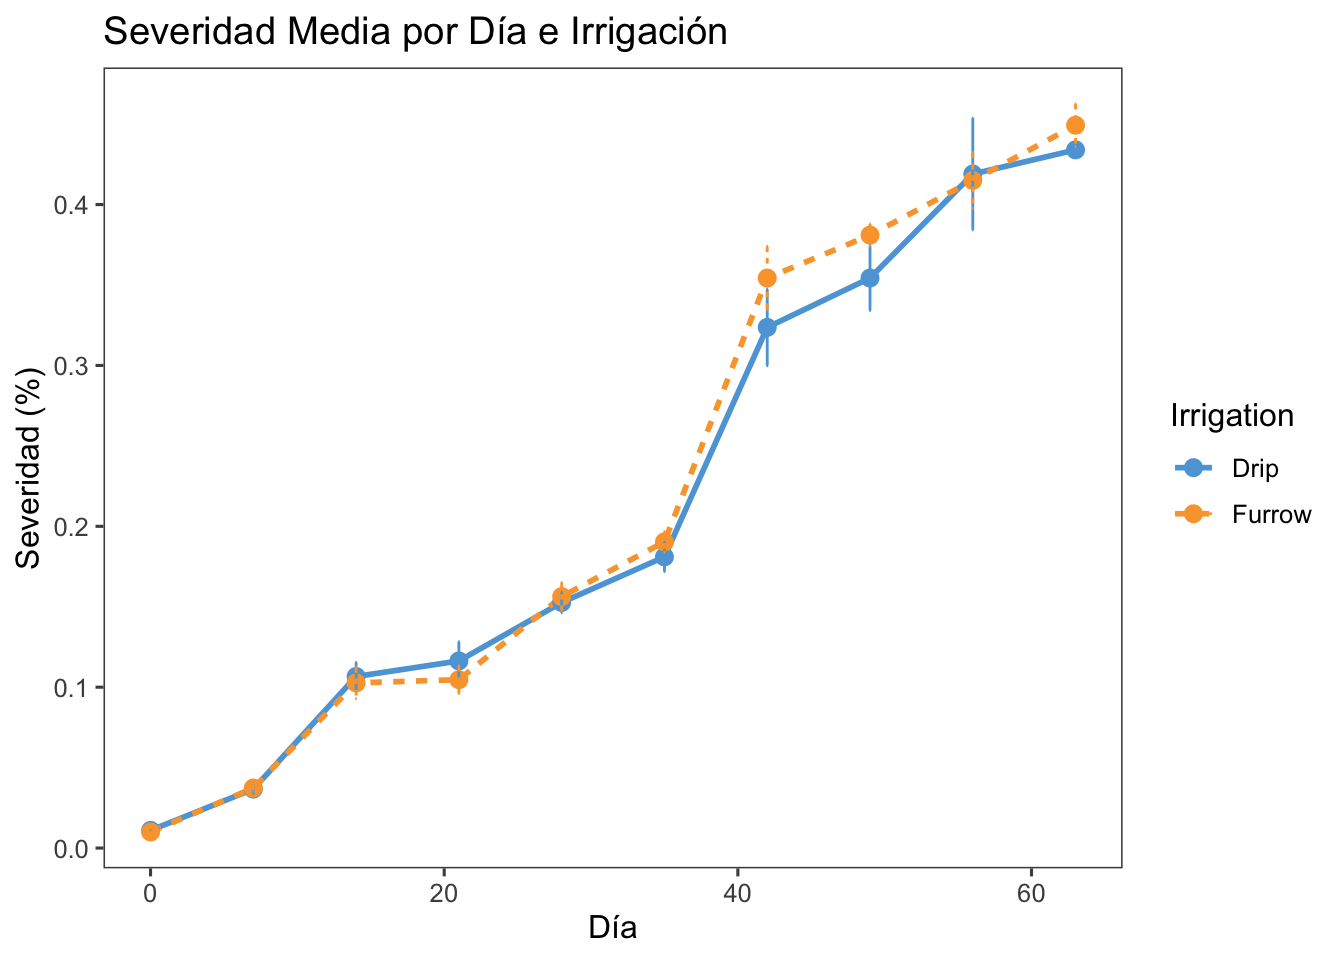 Severidad Media por Día e Irrigación
Severidad (%)
0.4
0.3
0.2
0.1
0.0
0
20
40
60
Día
Irrigation
Drip
Furrow